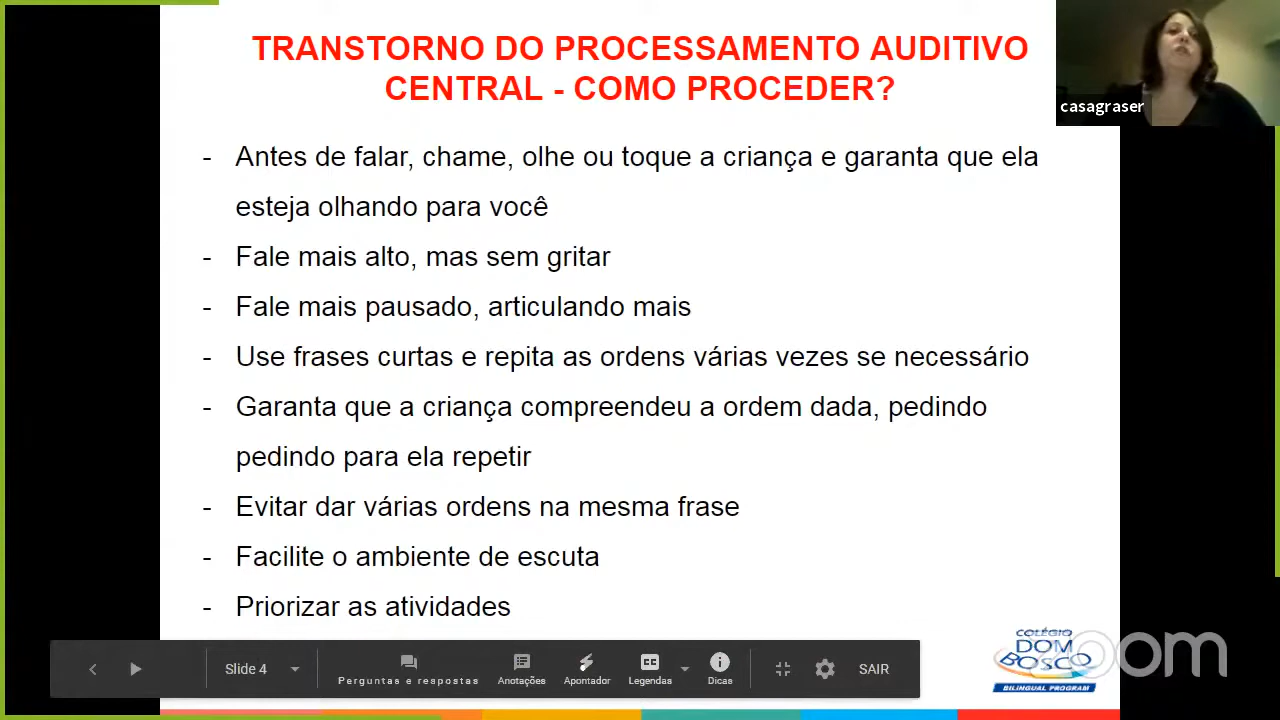 TRANSTORNO DO PROCESSAMENTO AUDITIVO
CENTRAL - COMO PROCEDER?
casagraser
- Antes de falar, chame, olhe ou toque a criança e garanta que ela
esteja olhando para você
- Fale mais alto, mas sem gritar
- Fale mais pausado, articulando mais
- Use frases curtas e repita as ordens várias vezes se necessário
- Garanta que a criança compreendeu a ordem dada, pedindo
pedindo para ela repetir
- Evitar dar várias ordens na mesma frase
- Facilite o ambiente de escuta
- Priorizar as atividades
Slide 4
Perguntas e respostas
Anotações
Apontador
CC
Legendas
Dicas
SAIR
COLÉGIO
DOM
BOSCO
BILINGUAL PROGRAM
zoom